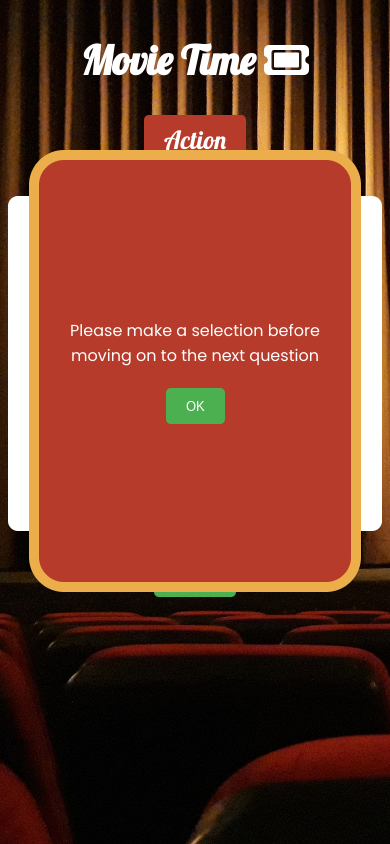 Movie Time
Action
Please make a selection before
moving on to the next question
OK